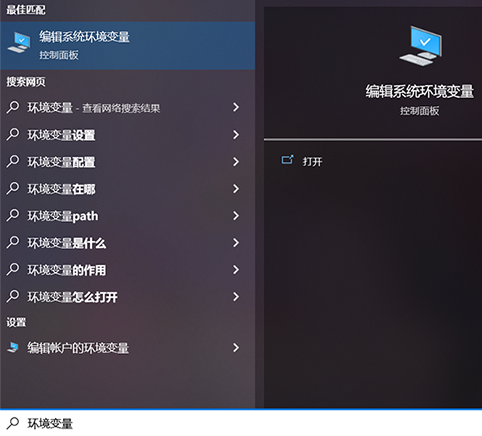 最佳匹配
编辑系统环境变量
控制面板
搜索网页
环境变量 - 查看网络搜索结果
环境变量设置
环境变量配置
环境变量在哪
环境变量path
环境变量是什么
环境变量的作用
环境变量怎么打开
设置
编辑帐户的环境变量
环境变量
编辑系统环境变量
控制面板
打开